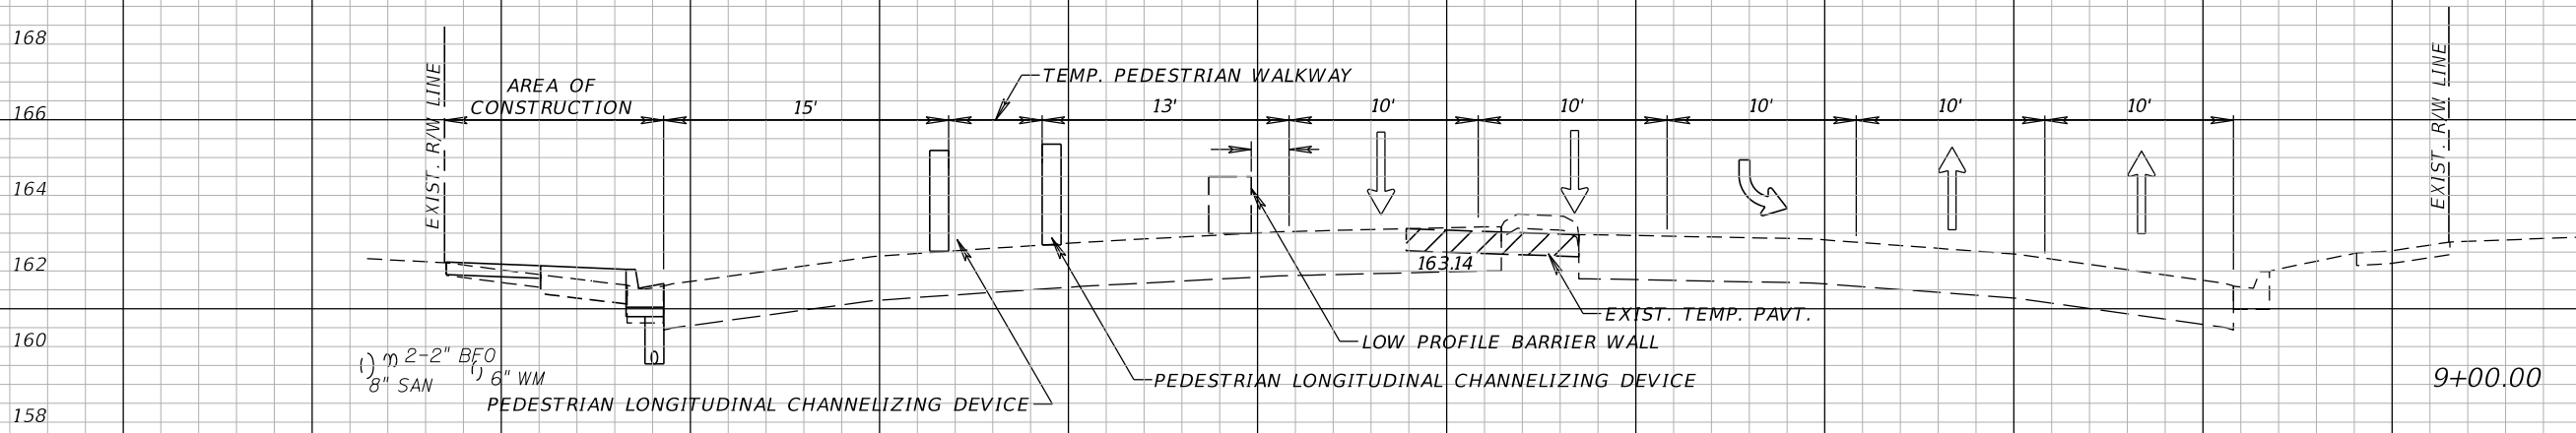 168
166
164
162
160
158
EXIST. R/W LINE
AREA OF
CONSTRUCTION
15'
TEMP. PEDESTRIAN WALKWAY
13'
10'
10'
10'
10'
10'
EXIST. R/W LINE
163.14
EXIST. TEMP. PAVT.
LOW PROFILE BARRIER WALL
PEDESTRIAN LONGITUDINAL CHANNELIZING DEVICE
PEDESTRIAN LONGITUDINAL CHANNELIZING DEVICE
2-2" BFO
8" SAN
6" WM
9+00.00